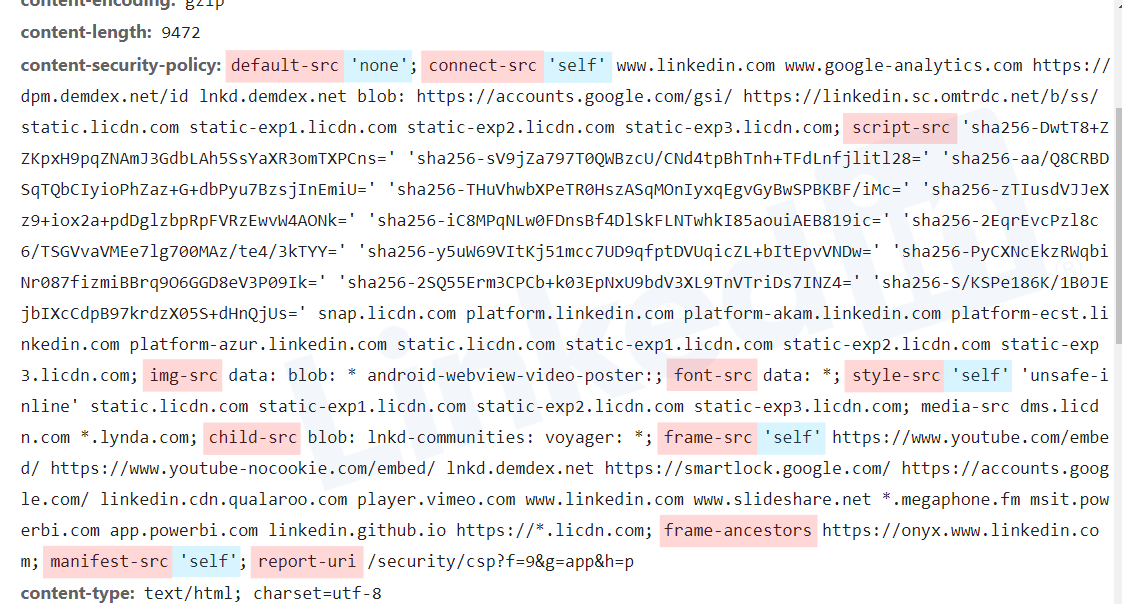 content-encoding: gzip
content-length: 9472
content-security-policy: default-src 'none'; connect-src 'self' www.linkedin.com www.google-analytics.com https://
dpm.demdex.net/id lnkd.demdex.net blob: https://accounts.google.com/gsi/ https://linkedin.sc.omtrdc.net/b/ss/
static.licdn.com static-exp1.licdn.com static-exp2.licdn.com static-exp3.licdn.com; script-src 'sha256-DwtT8+Z
ZKpxH9pqZNAmJ3GdbLAh5SsYaXR3omTXPCns=' 'sha256-sV9jZa797T0QWBzcU/CNd4tpBhTnh+TFdLnfjlitl28=' 'sha256-aa/Q8CRBD
SqTQbCIyioPhZaz+G+dbPyu7BzsjInEmiU=' 'sha256-THuVhwbXPeTR0HszASqMOnIyxqEgvGyBwSPBKBF/iMc=' 'sha256-zTIusdVJJeX
z9+iox2a+pdDglzbpRpFVRzEwvW4AONk=' 'sha256-iC8MPqNLw0FDnsBf4DlSkFLNTwhkI85aouiAEB819ic=' 'sha256-2EqrEvcPzl8c
6/TSGVvaVMEe7lg700MAz/te4/3kTYY=' 'sha256-y5uW69VItKj51mcc7UD9qfptDVUqicZL+bItEpvVNDw=' 'sha256-PyCXNcEkzRWqbi
Nr087fizmiBBrq9O6GGD8eV3P09Ik=' 'sha256-2SQ55Erm3CPCb+k03EpNxU9bdV3XL9TnVTriDs7INZ4=' 'sha256-S/KSPe186K/1B0JE
jbIXcCdpB97krdzX05S+dHnQjUs=' snap.licdn.com platform.linkedin.com platform-akam.linkedin.com platform-ecst.li
nkedin.com platform-azur.linkedin.com static.licdn.com static-exp1.licdn.com static-exp2.licdn.com static-exp
3.licdn.com; img-src data: blob: * android-webview-video-poster:; font-src data: *; style-src 'self' 'unsafe-i
nline' static.licdn.com static-exp1.licdn.com static-exp2.licdn.com static-exp3.licdn.com; media-src dms.licd
n.com *.lynda.com; child-src blob: lnkd-communities: voyager: *; frame-src 'self' https://www.youtube.com/embe
d/ https://www.youtube-nocookie.com/embed/ lnkd.demdex.net https://smartlock.google.com/ https://accounts.goog
le.com/ linkedin.cdn.qualaroo.com player.vimeo.com www.linkedin.com www.slideshare.net *.megaphone.fm msit.pow
erbi.com app.powerbi.com linkedin.github.io https://*.licdn.com; frame-ancestors https://onyx.www.linkedin.co
m; manifest-src 'self'; report-uri /security/csp?f=9&g=app&h=p
content-type: text/html; charset=utf-8
Linkedin